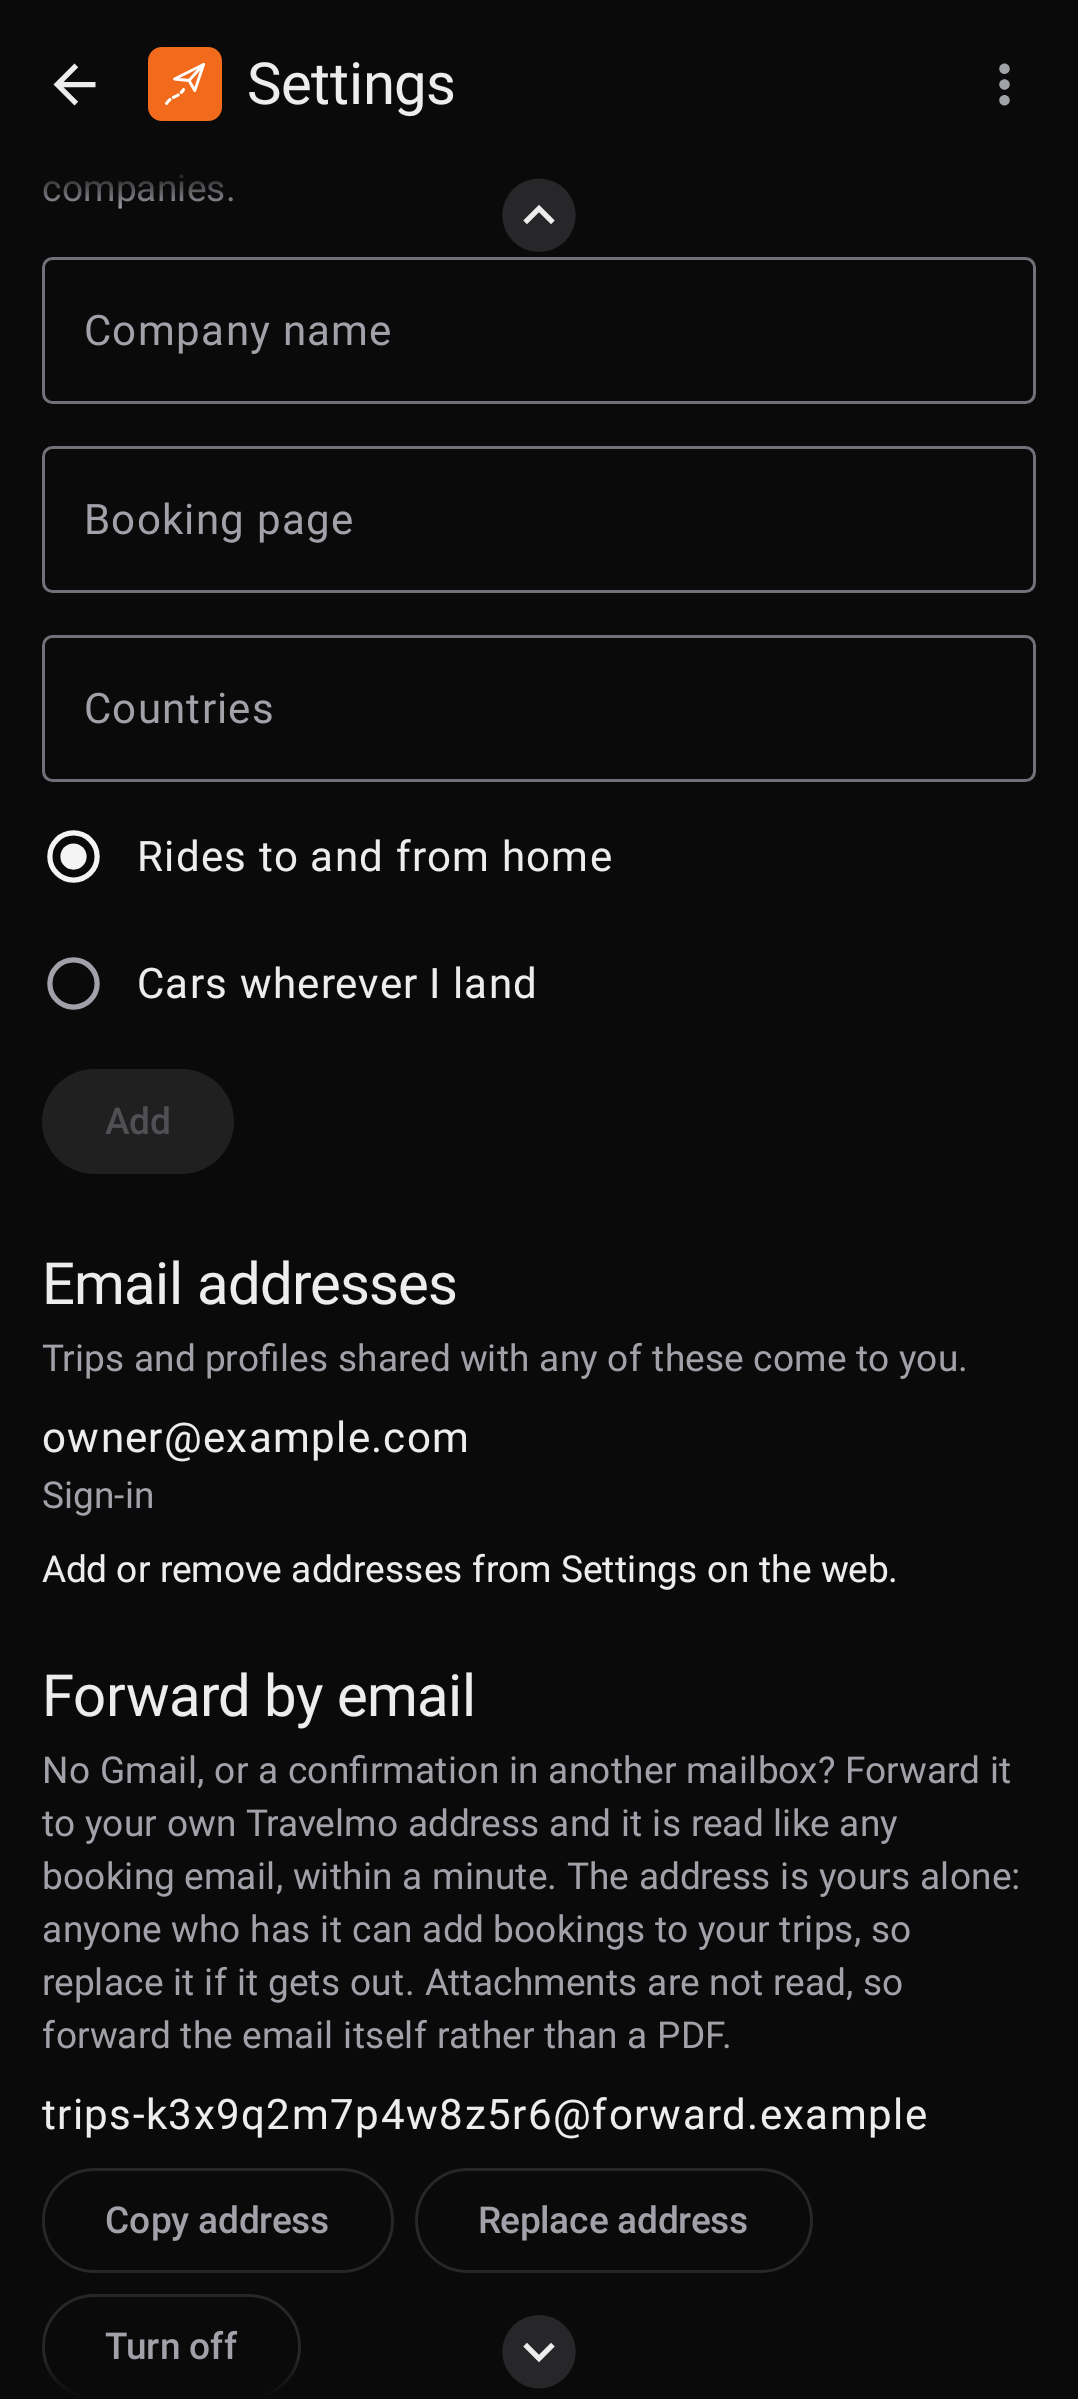 Settings
companies.
Company name
Booking page
Countries
Rides to and from home
Cars wherever I land
Add
Email addresses
Trips and profiles shared with any of these come to you.
owner@example.com
Sign-in
Add or remove addresses from Settings on the web.
Forward by email
No Gmail, or a confirmation in another mailbox? Forward it
to your own Travelmo address and it is read like any
booking email, within a minute. The address is yours alone:
anyone who has it can add bookings to your trips, so
replace it if it gets out. Attachments are not read, so
forward the email itself rather than a PDF.
trips-k3x9q2m7p4w8z5r6@forward.example
Copy address
Replace address
Turn off